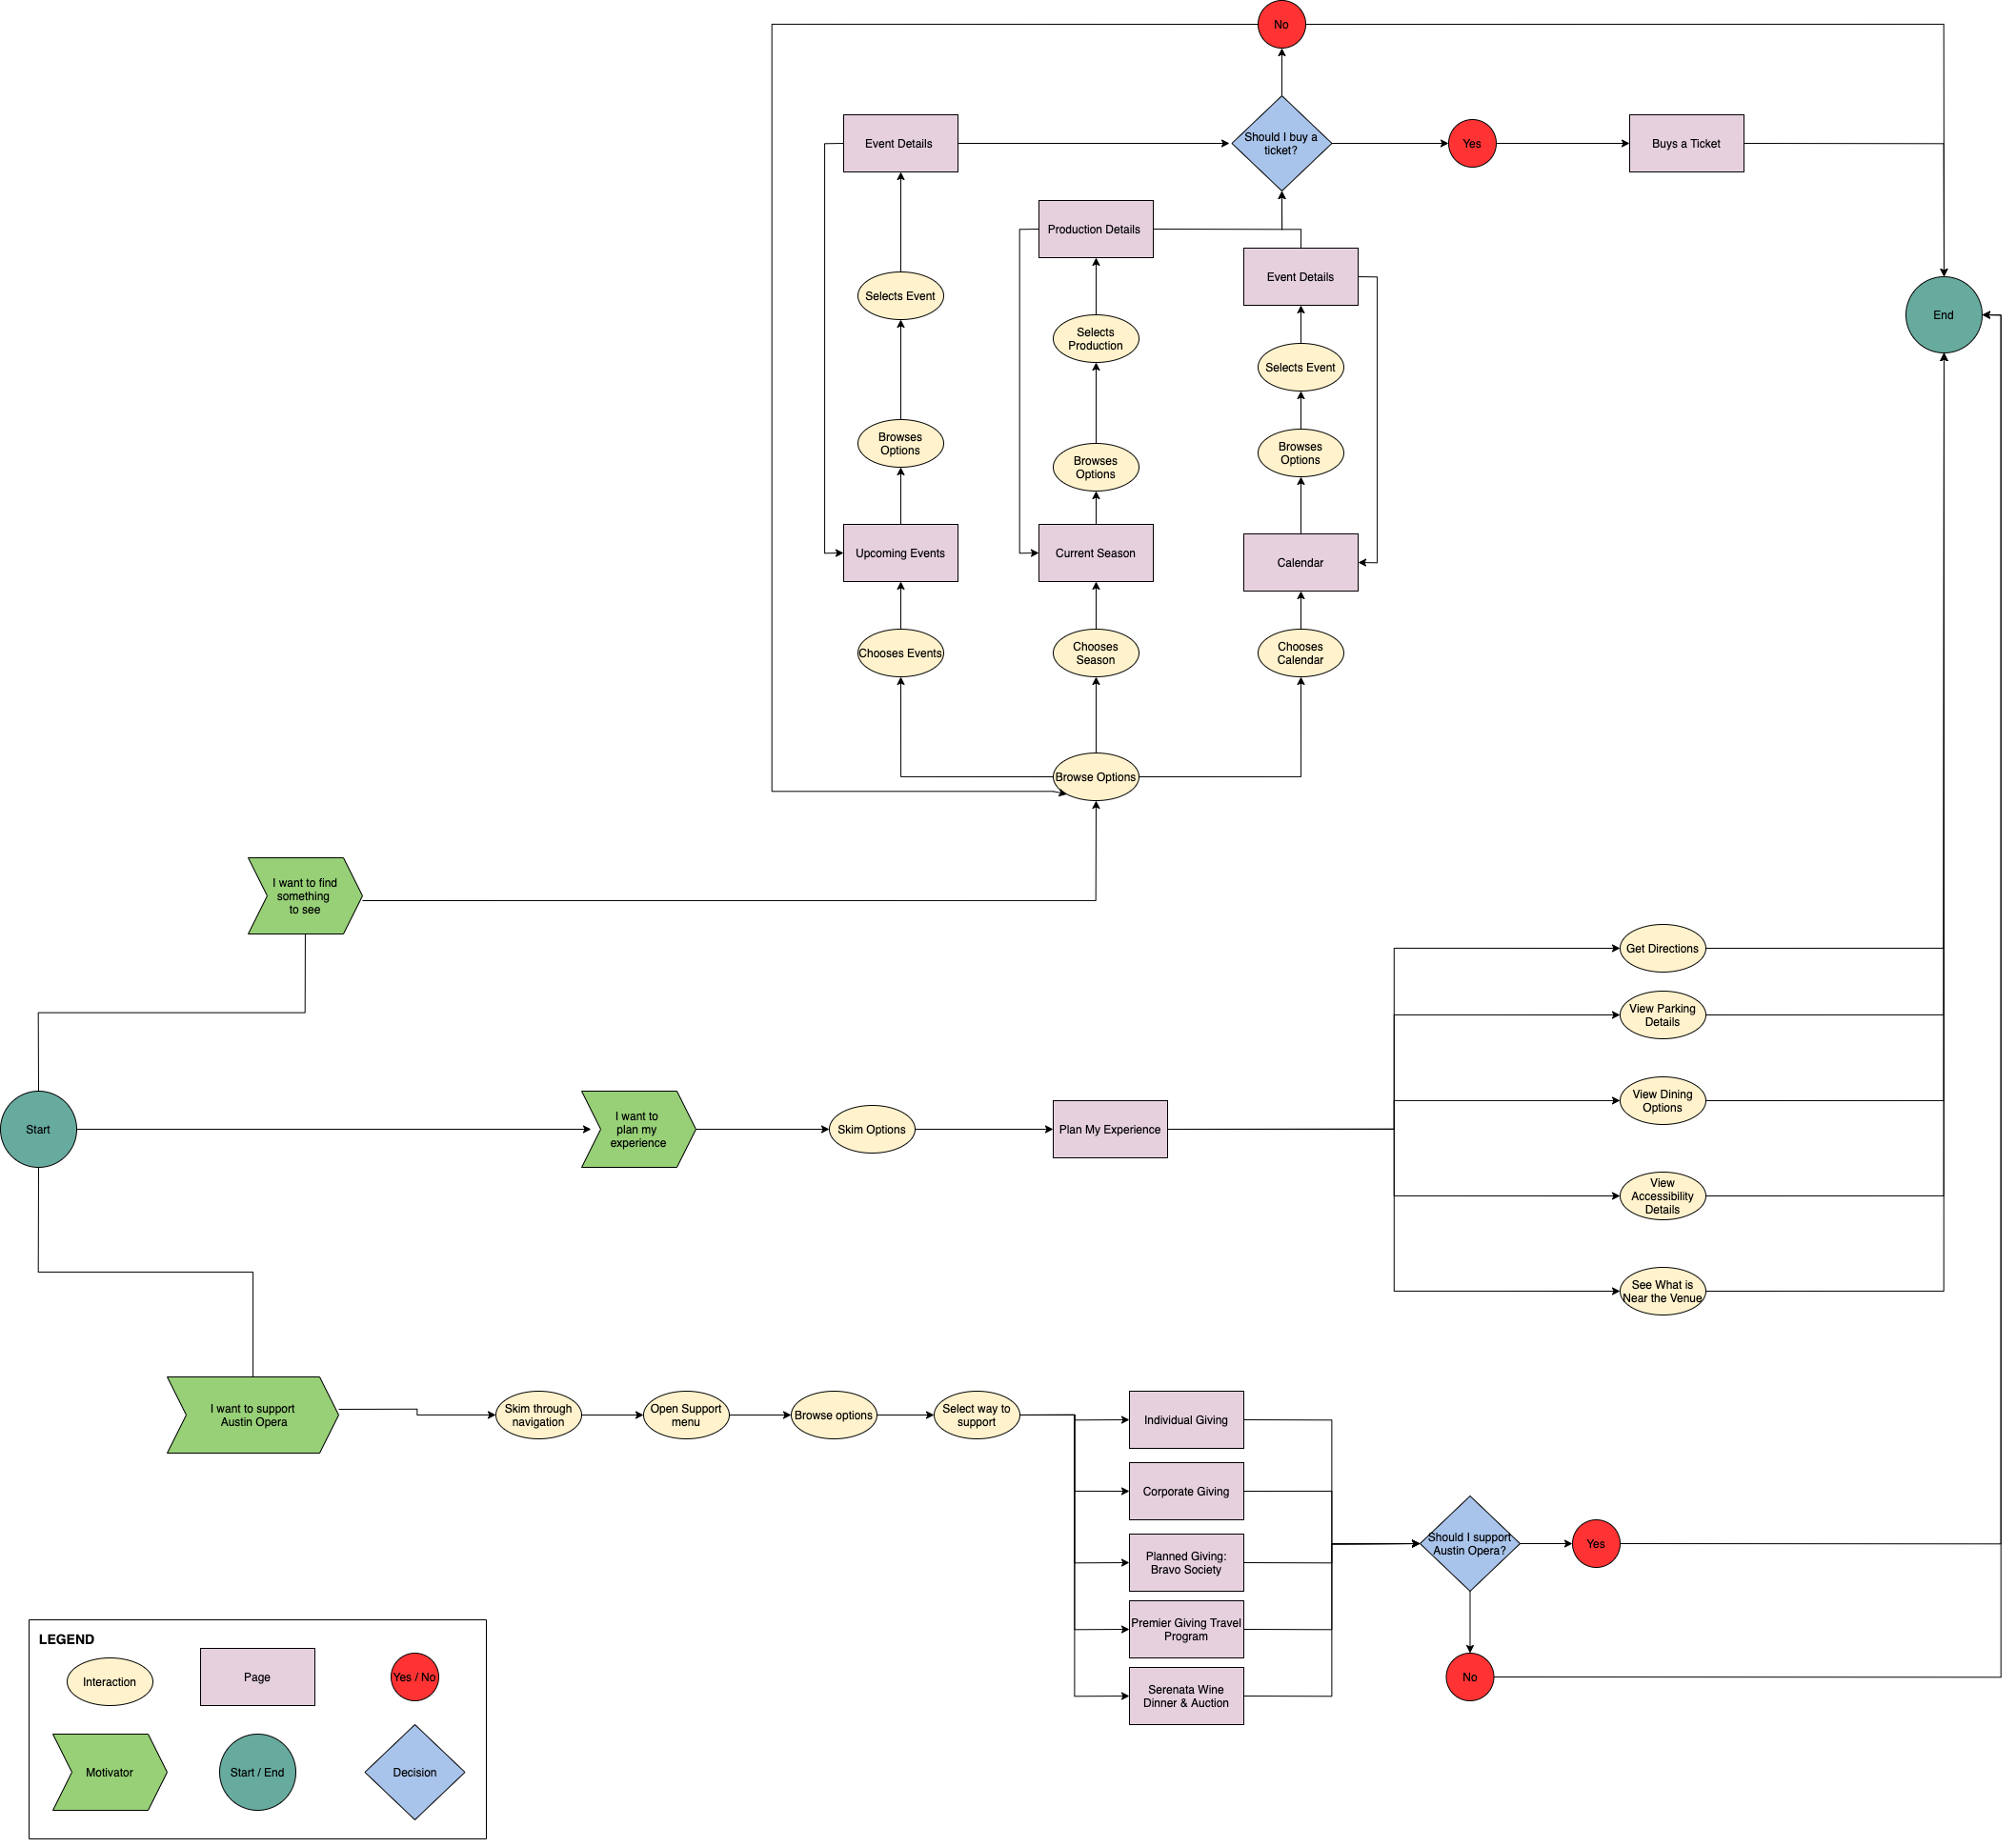 No
Event Details
Should I buy a
ticket?
Yes
Buys a Ticket
Production Details
Event Details
Selects Event
End
Selects
Production
Selects Event
Browses
Options
Browses
Options
Browses
Options
Upcoming Events
Current Season
Calendar
Chooses Events
Chooses
Season
Chooses
Calendar
Browse Options
I want to find
something
to see
Get Directions
View Parking
Details
View Dining
Options
Start
I want to
plan my
experience
Skim Options
Plan My Experience
View
Accessibility
Details
See What is
Near the Venue
I want to support
Austin Opera
Skim through
navigation
Open Support
menu
Browse options
Select way to
support
Individual Giving
Corporate Giving
Planned Giving:
Bravo Society
Premier Giving Travel
Program
Serenata Wine
Dinner & Auction
Should I support
Austin Opera?
Yes
No
LEGEND
Interaction
Page
Yes / No
Motivator
Start / End
Decision